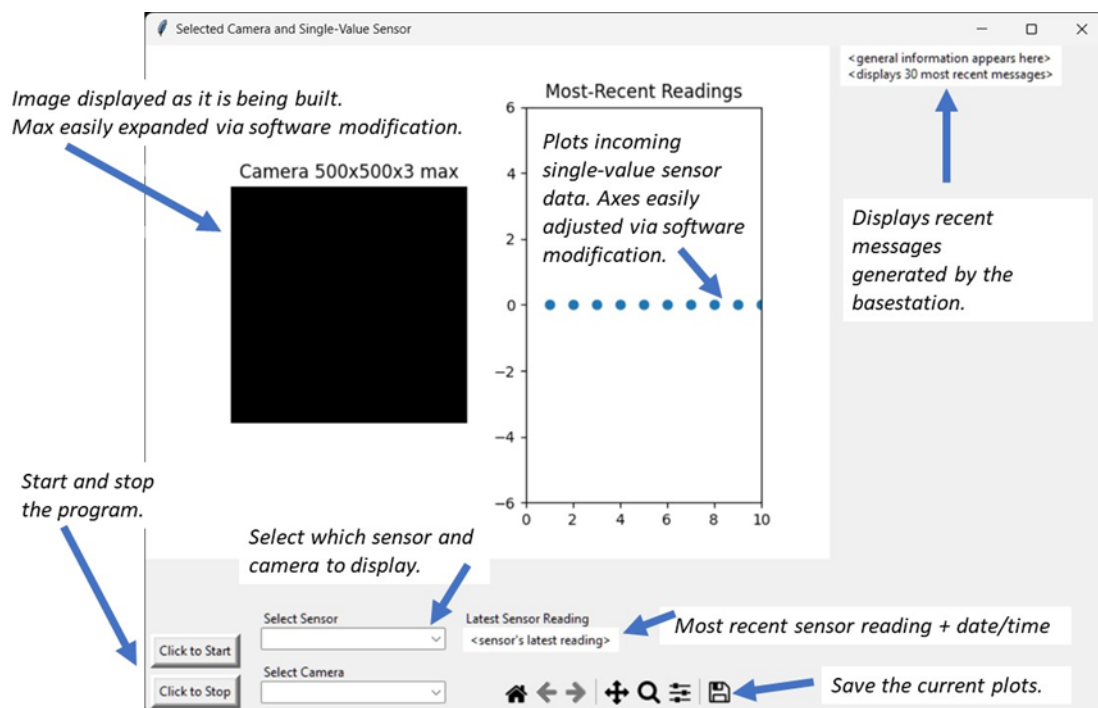 Selected Camera and Single-Value Sensor
<general information appears here>
<displays 30 most recent messages>
Image displayed as it is being built.
Max easily expanded via software modification.
Most-Recent Readings
Camera 500x500x3 max
Plots incoming
single-value sensor
data. Axes easily
adjusted via software
modification.
Displays recent
messages
generated by the
basestation.
6
4
2
0
−2
−4
−6
0 2 4 6 8 10
Start and stop
the program.
Select which sensor and
camera to display.
Select Sensor
Latest Sensor Reading
<sensor's latest reading>
Most recent sensor reading + date/time
Click to Start
Select Camera
Click to Stop
Save the current plots.